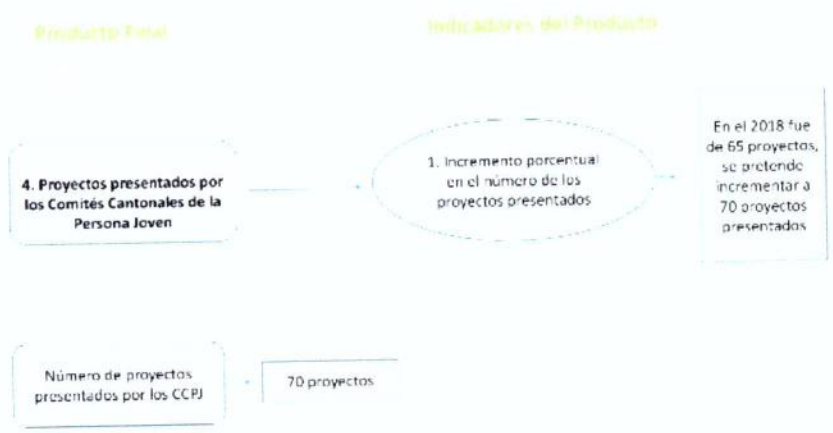 Producto Final
Indicadores del Producto
4. Proyectos presentados por
los Comités Cantonales de la
Persona Joven
1. Incremento porcentual
en el número de los
proyectos presentados
En el 2018 fue
de 65 proyectos,
se pretende
incrementar a
70 proyectos
presentados
Número de proyectos
presentados por los CCPJ
70 proyectos